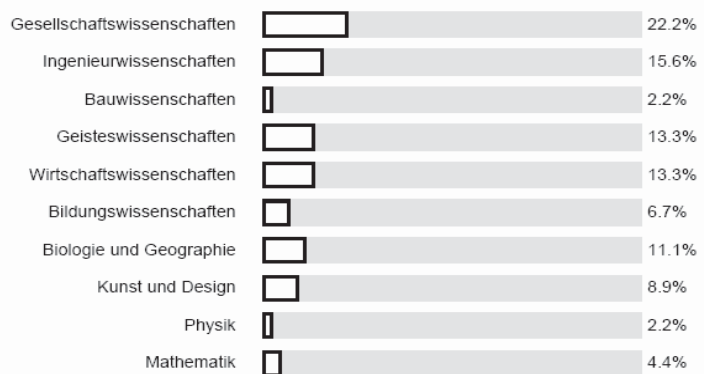 Gesellschaftswissenschaften 22.2%
Ingenieurwissenschaften 15.6%
Bauwissenschaften 2.2%
Geisteswissenschaften 13.3%
Wirtschaftswissenschaften 13.3%
Bildungswissenschaften 6.7%
Biologie und Geographie 11.1%
Kunst und Design 8.9%
Physik 2.2%
Mathematik 4.4%